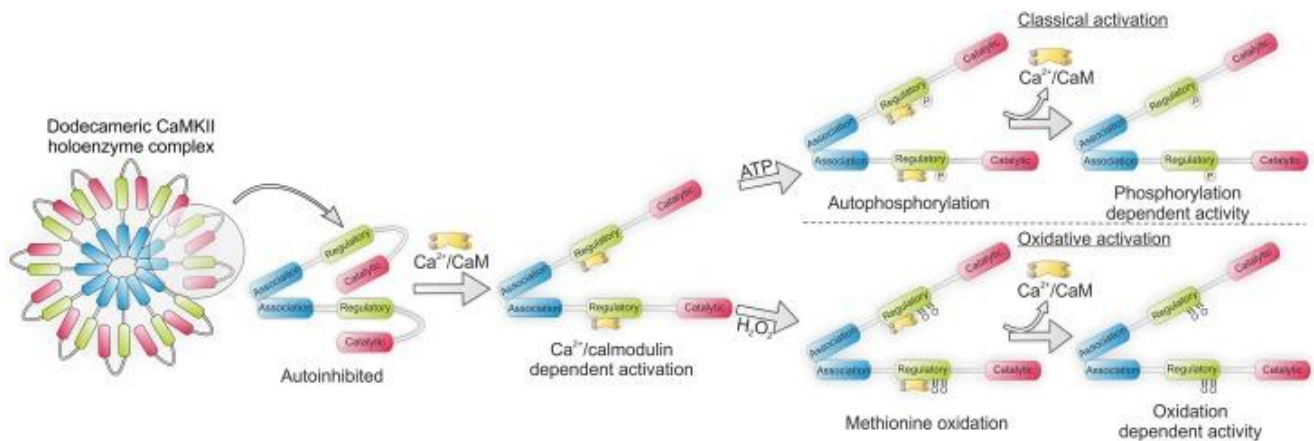 Classical activation
Catalytic
Regulatory
P
Association
Association
Regulatory
P
Catalytic
Autophosphorylation
Ca²⁺/CaM
Catalytic
Regulatory
P
Association
Association
Regulatory
P
Catalytic
Phosphorylation
dependent activity
Dodecameric CaMKII
holoenzyme complex
Regulatory
Catalytic
Association
Association
Regulatory
Catalytic
Autoinhibited
Ca²⁺/CaM
Catalytic
Regulatory
Association
Association
Regulatory
Catalytic
Ca²⁺/calmodulin
dependent activation
ATP
H₂O₂
Oxidative activation
Catalytic
Regulatory
Association
Association
Regulatory
Catalytic
Methionine oxidation
Ca²⁺/CaM
Catalytic
Regulatory
Association
Association
Regulatory
Catalytic
Oxidation
dependent activity